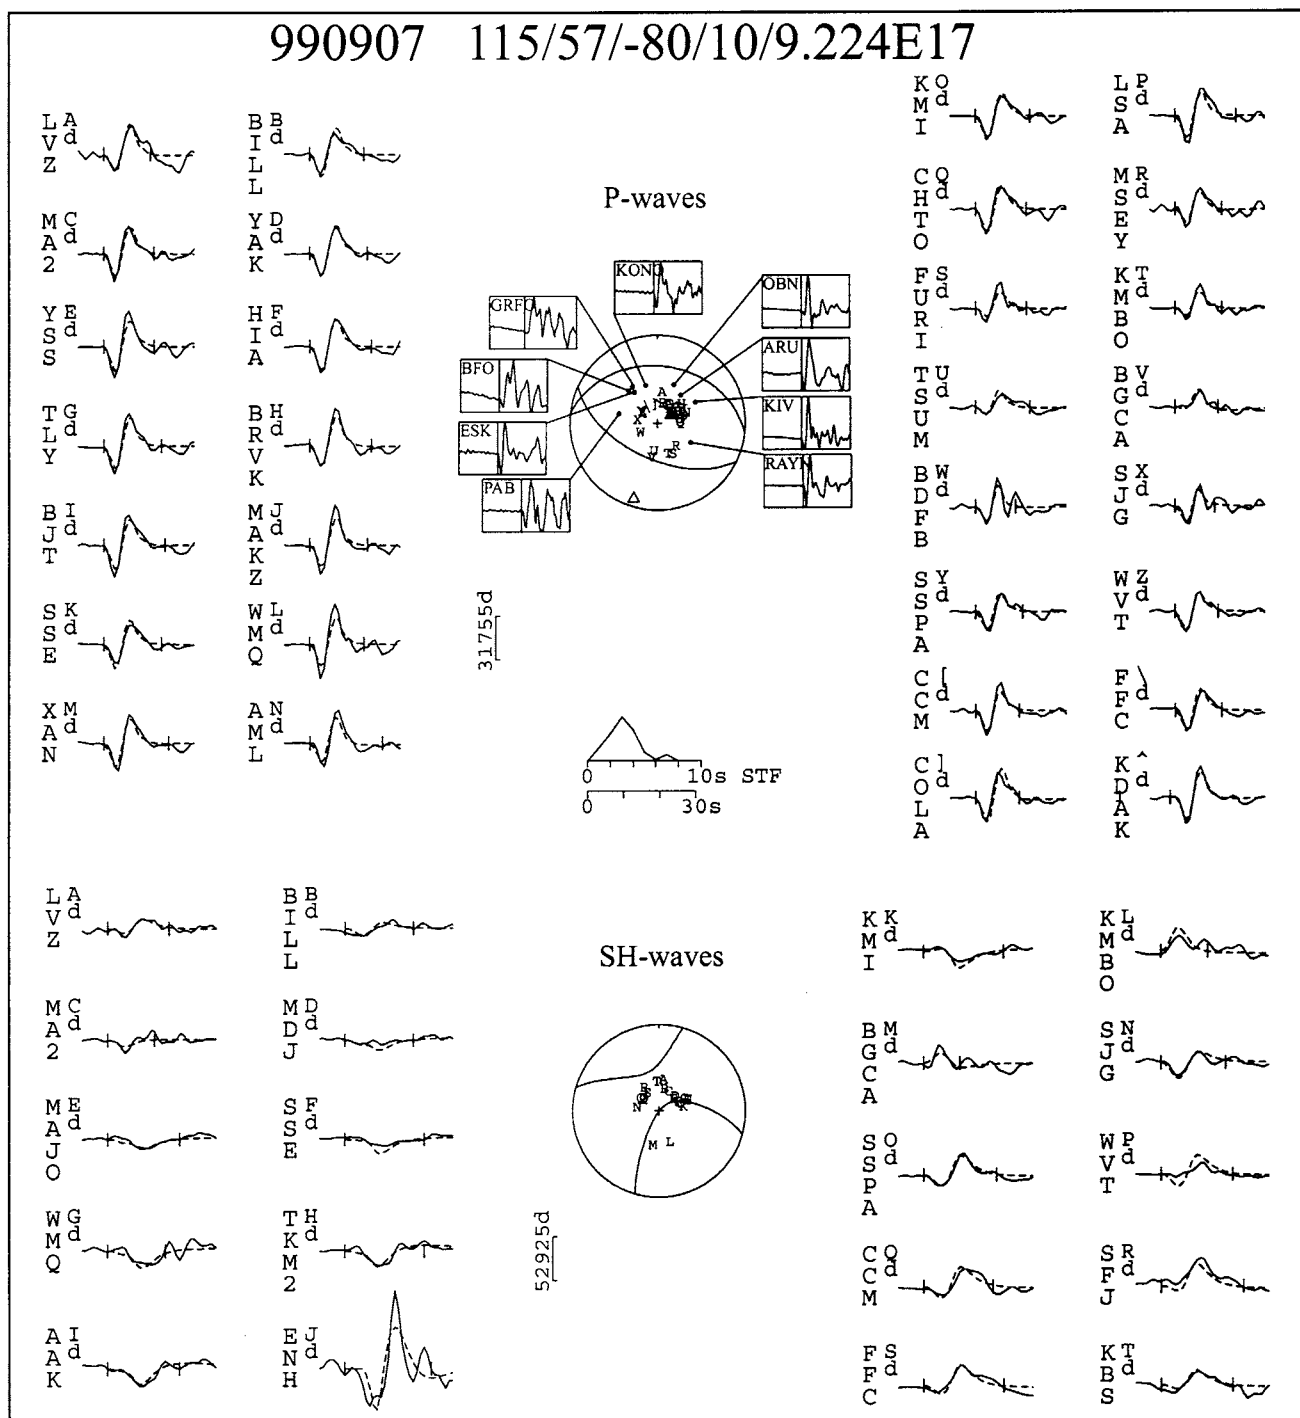 990907 115/57/-80/10/9.224E17
LVZ A d
BILL B d
MA2 C d
YAK D d
YSS E d
HIA F d
TLY G d
BRVK H d
BJT I d
MAKZ J d
SSE K d
WMQ L d
XAN M d
AML N d
P-waves
KONO
GRFO
OBN
BFO
ARU
ESK
KIV
PAB
RAYN
31755d
0 10s STF
0 30s
KMI O d
LSA P d
CHTO Q d
MSEY R d
FURI S d
KMBO T d
TSUM U d
BGCA V d
BDFB W d
SJG X d
SSPA Y d
WVT Z d
CCM [ d
FFC \ d
COLA ] d
KDAK ^ d
LVZ A d
BILL B d
MA2 C d
MDJ D d
MAJO E d
SSE F d
WMQ G d
TKM2 H d
AAK I d
ENH J d
SH-waves
52925d
KMI K d
KMBO L d
BGCA M d
SJG N d
SSPA O d
WVT P d
CCM Q d
SFJ R d
FFC S d
KBS T d